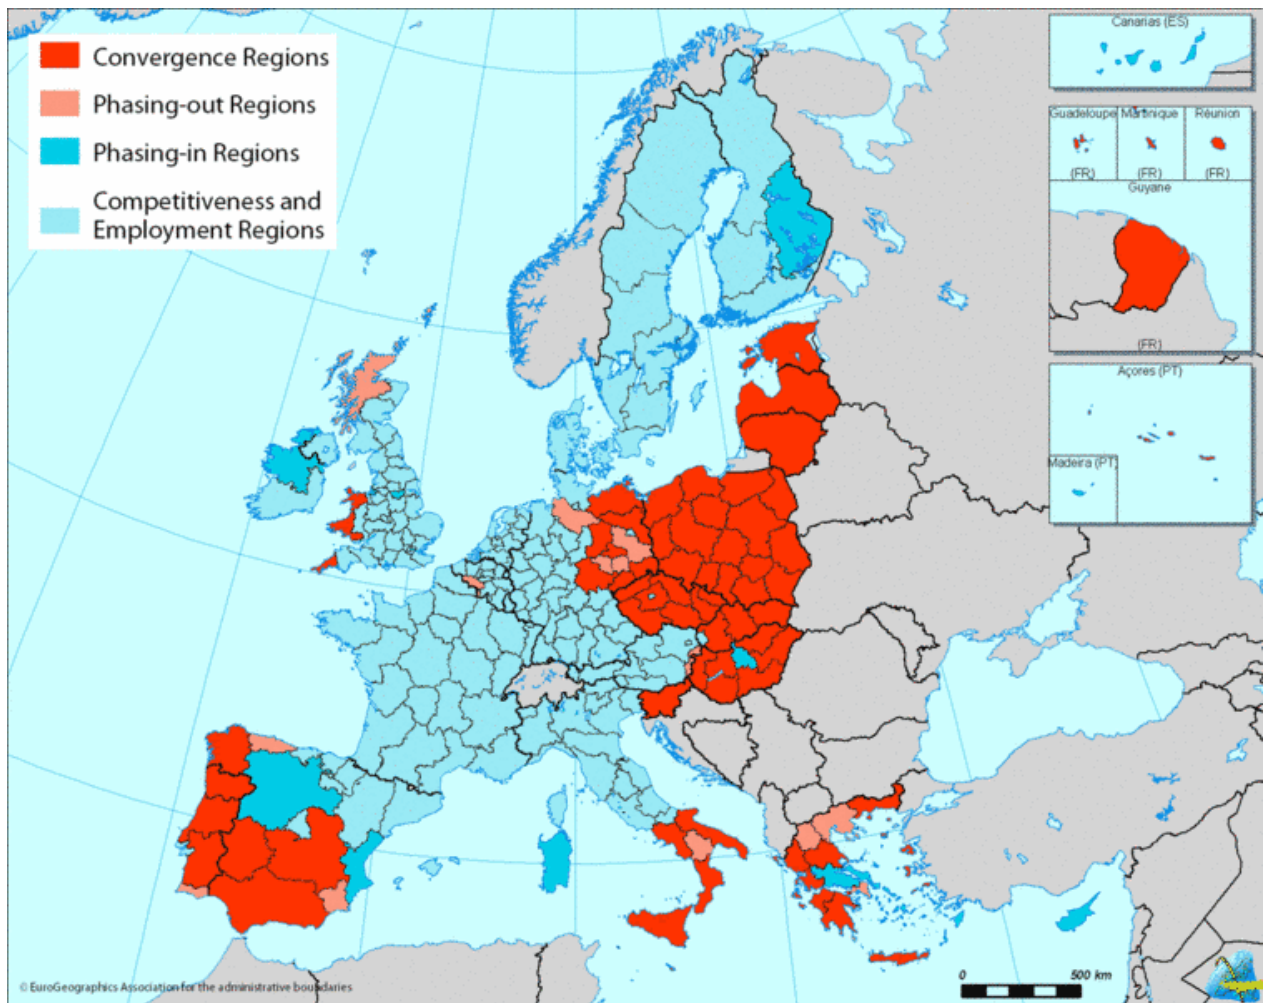 Convergence Regions
Phasing-out Regions
Phasing-in Regions
Competitiveness and
Employment Regions
Canarias (ES)
Guadeloupe
Martinique
Réunion
(FR)
(FR)
(FR)
Guyane
(FR)
Açores (PT)
Madeira (PT)
0 500 km
© EuroGeographics Association for the administrative boundaries